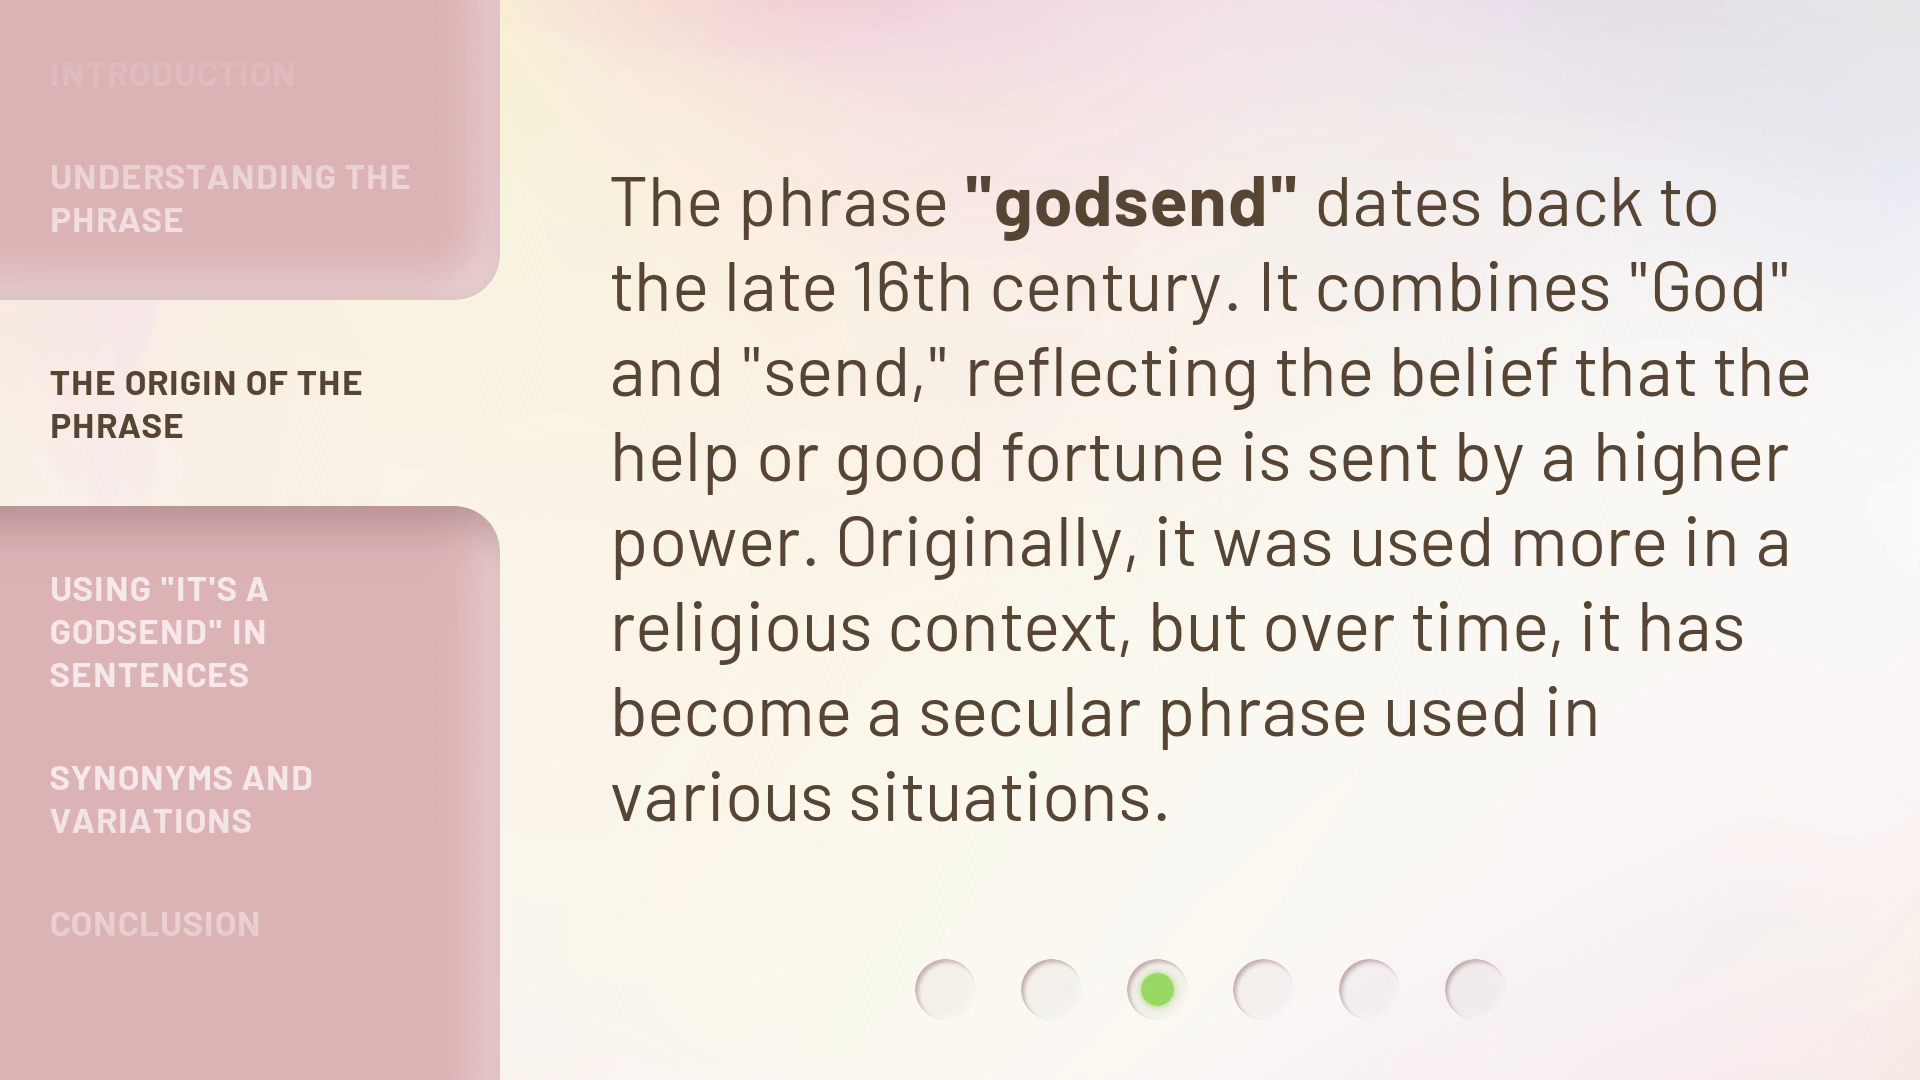 INTRODUCTION
UNDERSTANDING THE
PHRASE
THE ORIGIN OF THE
PHRASE
USING "IT'S A
GODSEND" IN
SENTENCES
SYNONYMS AND
VARIATIONS
CONCLUSION
The phrase "godsend" dates back to
the late 16th century. It combines "God"
and "send," reflecting the belief that the
help or good fortune is sent by a higher
power. Originally, it was used more in a
religious context, but over time, it has
become a secular phrase used in
various situations.